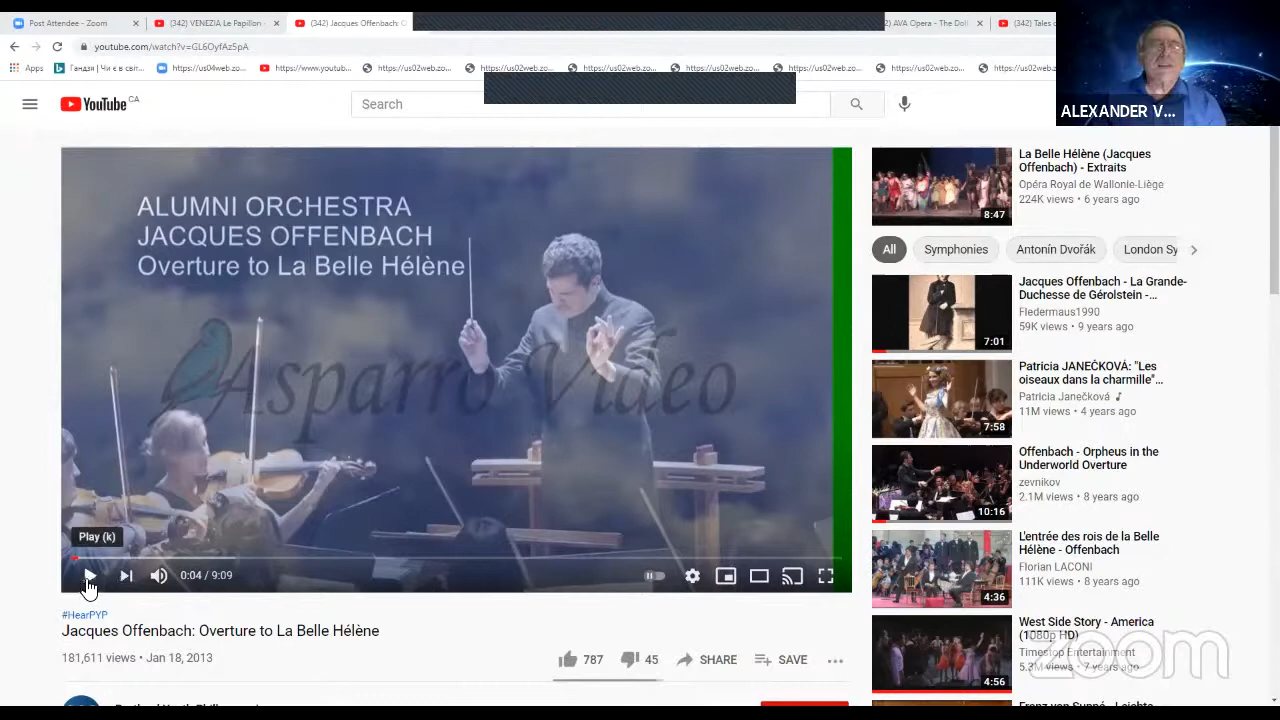 Post Attendee - Zoom
(342) VENEZIA Le Papillon -
(342) Jacques Offenbach: O
AVA Opera - The Doll
(342) Tales o
youtube.com/watch?v=GL6OyfAz5pA
Apps
Гандзя | Чи є в світ...
https://us04web.zo...
https://www.youtub...
https://us02web.zo...
https://us02web.zo...
https://us02web.zo...
https://us02web.zo...
https://us02web.zo...
https://us02web.zo...
YouTube CA
Search
ALEXANDER V...
ALUMNI ORCHESTRA
JACQUES OFFENBACH
Overture to La Belle Hélène
Play (k)
0:04 / 9:09
#HearPYP
Jacques Offenbach: Overture to La Belle Hélène
181,611 views • Jan 18, 2013
787
45
SHARE
SAVE
La Belle Hélène (Jacques
Offenbach) - Extraits
Opéra Royal de Wallonie-Liège
224K views • 6 years ago
8:47
All
Symphonies
Antonín Dvořák
London Sy
Jacques Offenbach - La Grande-
Duchesse de Gérolstein -...
Fledermaus1990
59K views • 9 years ago
7:01
Patricia JANEČKOVÁ: "Les
oiseaux dans la charmille"...
Patricia Janečková
11M views • 4 years ago
7:58
Offenbach - Orpheus in the
Underworld Overture
zevnikov
2.1M views • 8 years ago
10:16
L'entrée des rois de la Belle
Hélène - Offenbach
Florian LACONI
111K views • 8 years ago
4:36
West Side Story - America
(1080p HD)
Timestop Entertainment
5.3M views • 7 years ago
4:56
zoom